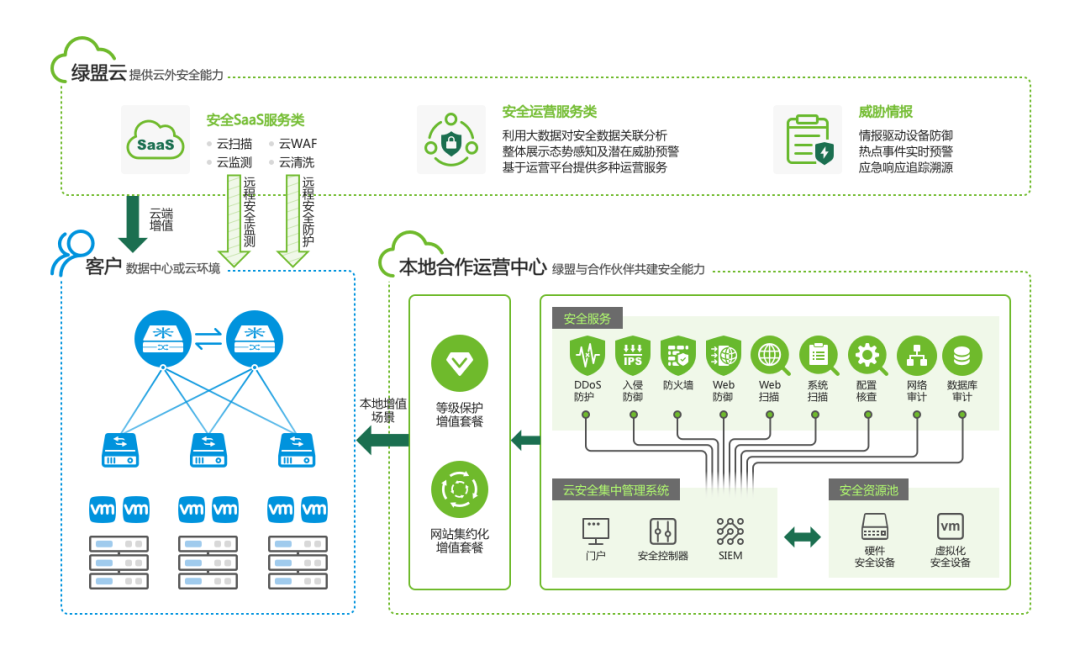 绿盟云 提供云外安全能力
SaaS
安全SaaS服务类
云扫描
云WAF
云监测
云清洗
安全运营服务类
利用大数据对安全数据关联分析
整体展示态势感知及潜在威胁预警
基于运营平台提供多种运营服务
威胁情报
情报驱动设备防御
热点事件实时预警
应急响应追踪溯源
云端
增值
远程安全监测
远程安全防护
客户 数据中心或云环境
vm
vm
vm
vm
vm
vm
本地增值
场景
本地合作运营中心 绿盟与合作伙伴共建安全能力
等级保护
增值套餐
网站集约化
增值套餐
安全服务
IPS
DDoS
防护
入侵
防御
防火墙
Web
防御
Web
扫描
系统
扫描
配置
核查
网络
审计
数据库
审计
云安全集中管理系统
门户
安全控制器
SIEM
安全资源池
硬件
安全设备
vm
虚拟化
安全设备